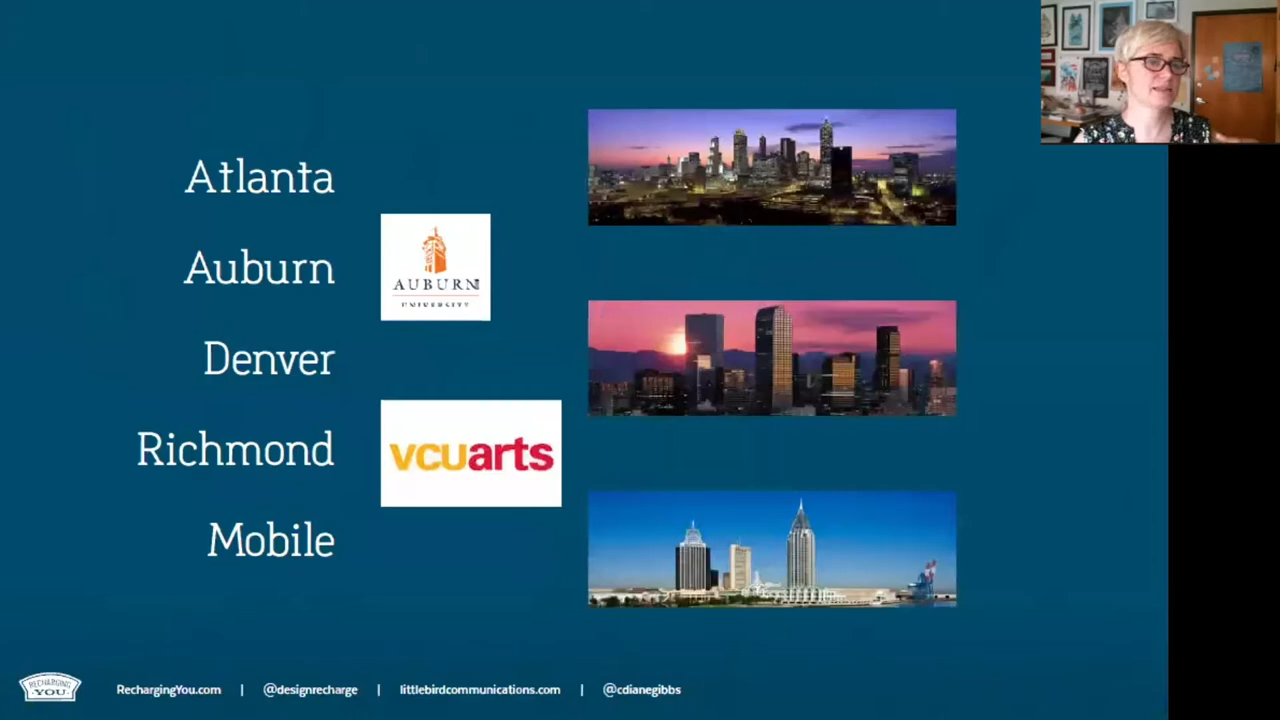 Atlanta
Auburn
AUBURN
UNIVERSITY
Denver
Richmond
vcuarts
Mobile
RECHARGING
YOU
RechargingYou.com | @designrecharge | littlebirdcommunications.com | @cdianegibbs